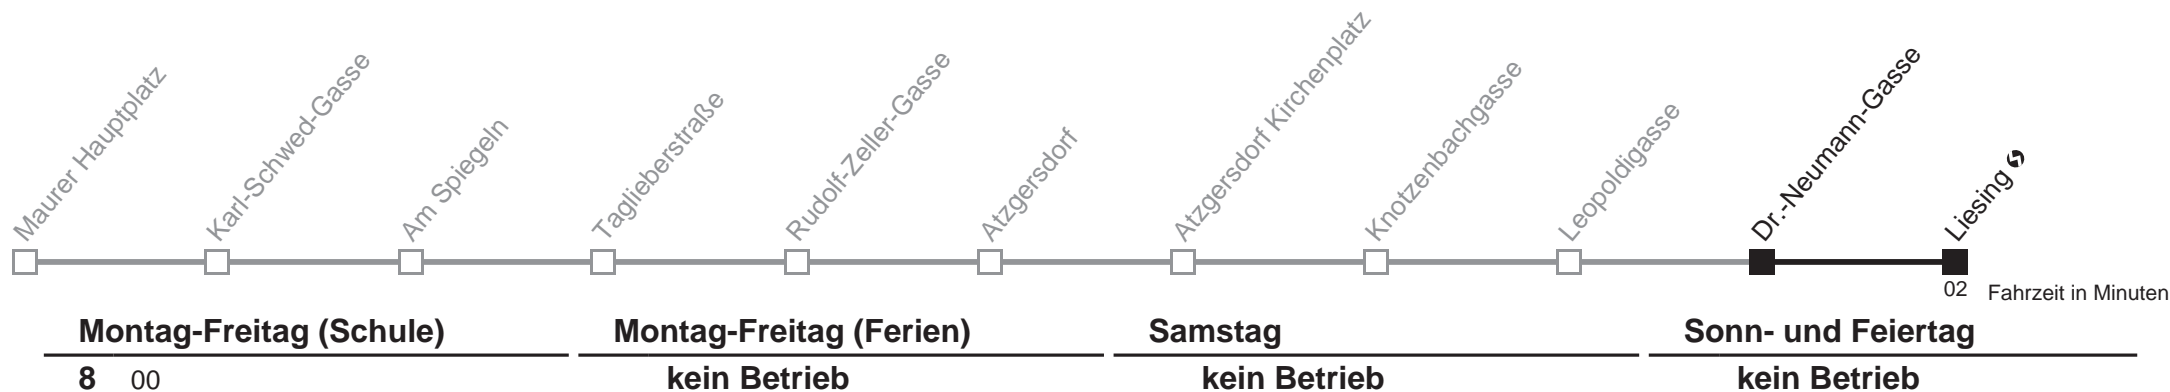 Maurer Hauptplatz
Karl-Schwed-Gasse
Am Spiegeln
Taglieberstraße
Rudolf-Zeller-Gasse
Atzgersdorf
Atzgersdorf Kirchenplatz
Knotzenbachgasse
Leopoldigasse
Dr.-Neumann-Gasse
Liesing
02 Fahrzeit in Minuten
Montag-Freitag (Schule) Montag-Freitag (Ferien) Samstag Sonn- und Feiertag
8 00 kein Betrieb kein Betrieb kein Betrieb